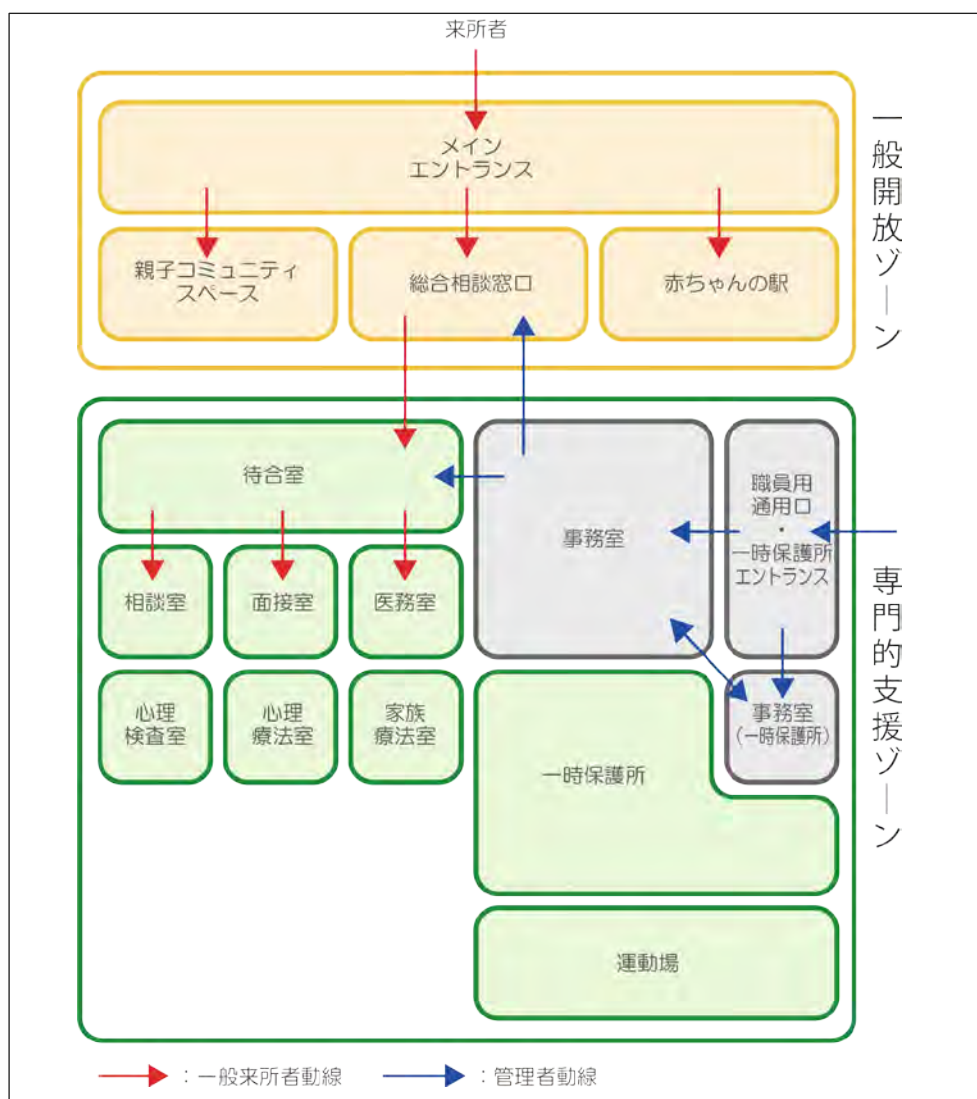 来所者
メイン
エントランス
親子コミュニティ
スペース
総合相談窓口
赤ちゃんの駅
一般開放ゾーン
待合室
事務室
職員用
通用口
・
一時保護所
エントランス
相談室
面接室
医務室
心理
検査室
心理
療法室
家族
療法室
事務室
(一時保護所)
一時保護所
運動場
専門的支援ゾーン
：一般来所者動線
：管理者動線